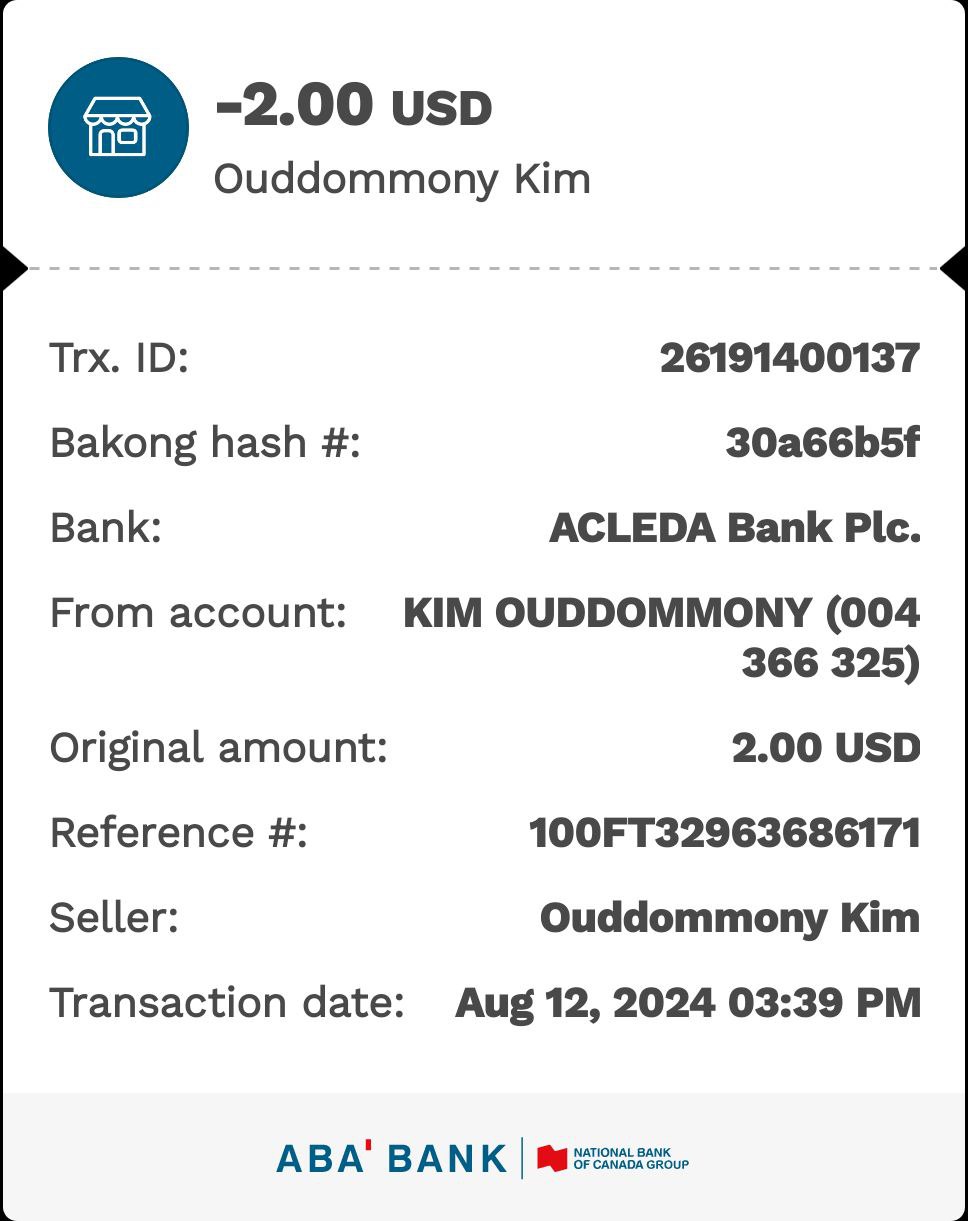 -2.00 USD
Ouddommony Kim
Trx. ID: 26191400137
Bakong hash #: 30a66b5f
Bank: ACLEDA Bank Plc.
From account: KIM OUDDOMMONY (004
366 325)
Original amount: 2.00 USD
Reference #: 100FT32963686171
Seller: Ouddommony Kim
Transaction date: Aug 12, 2024 03:39 PM
ABA' BANK
NATIONAL BANK
OF CANADA GROUP